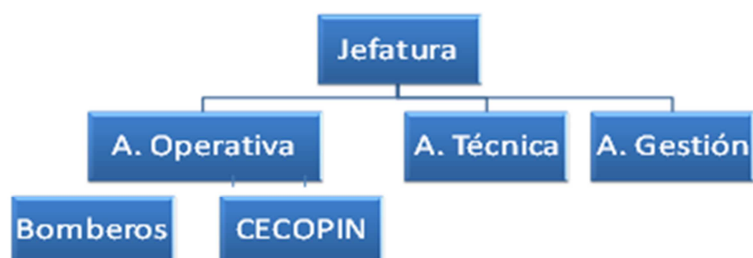 Jefatura
A. Operativa
A. Técnica
A. Gestión
Bomberos
CECOPIN